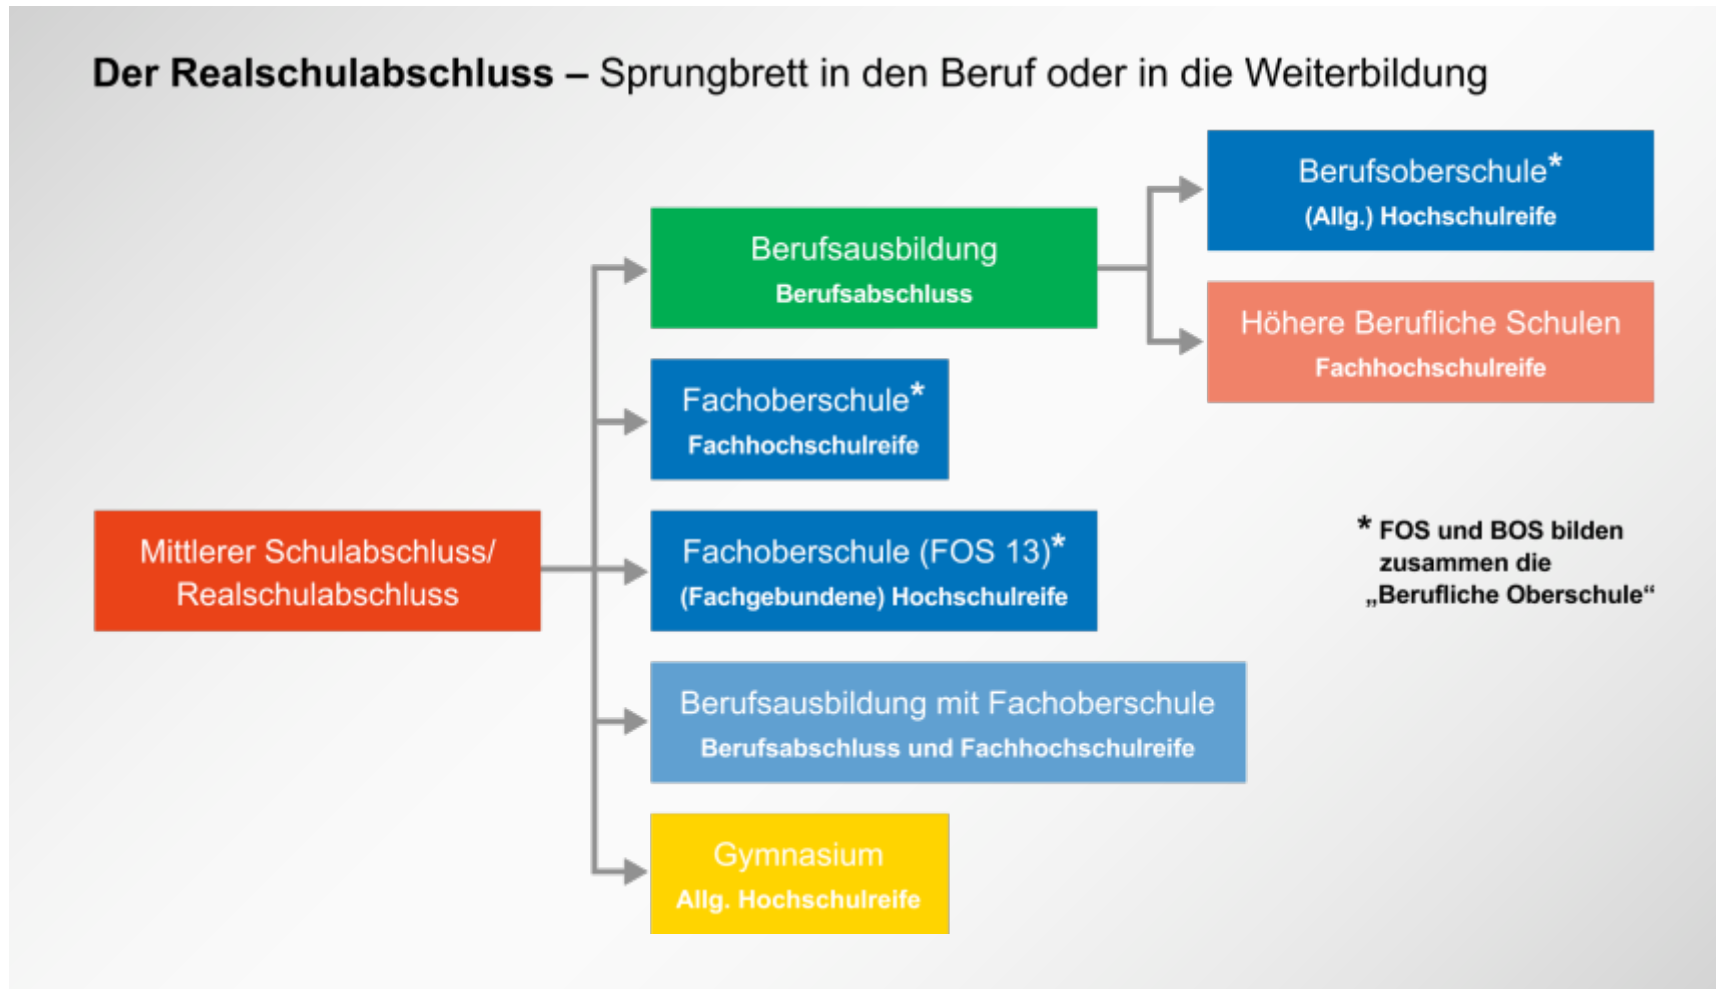 Der Realschulabschluss – Sprungbrett in den Beruf oder in die Weiterbildung
Berufsoberschule*
(Allg.) Hochschulreife
Berufsausbildung
Berufsabschluss
Höhere Berufliche Schulen
Fachhochschulreife
Fachoberschule*
Fachhochschulreife
Mittlerer Schulabschluss/
Realschulabschluss
Fachoberschule (FOS 13)*
(Fachgebundene) Hochschulreife
* FOS und BOS bilden
zusammen die
„Berufliche Oberschule“
Berufsausbildung mit Fachoberschule
Berufsabschluss und Fachhochschulreife
Gymnasium
Allg. Hochschulreife